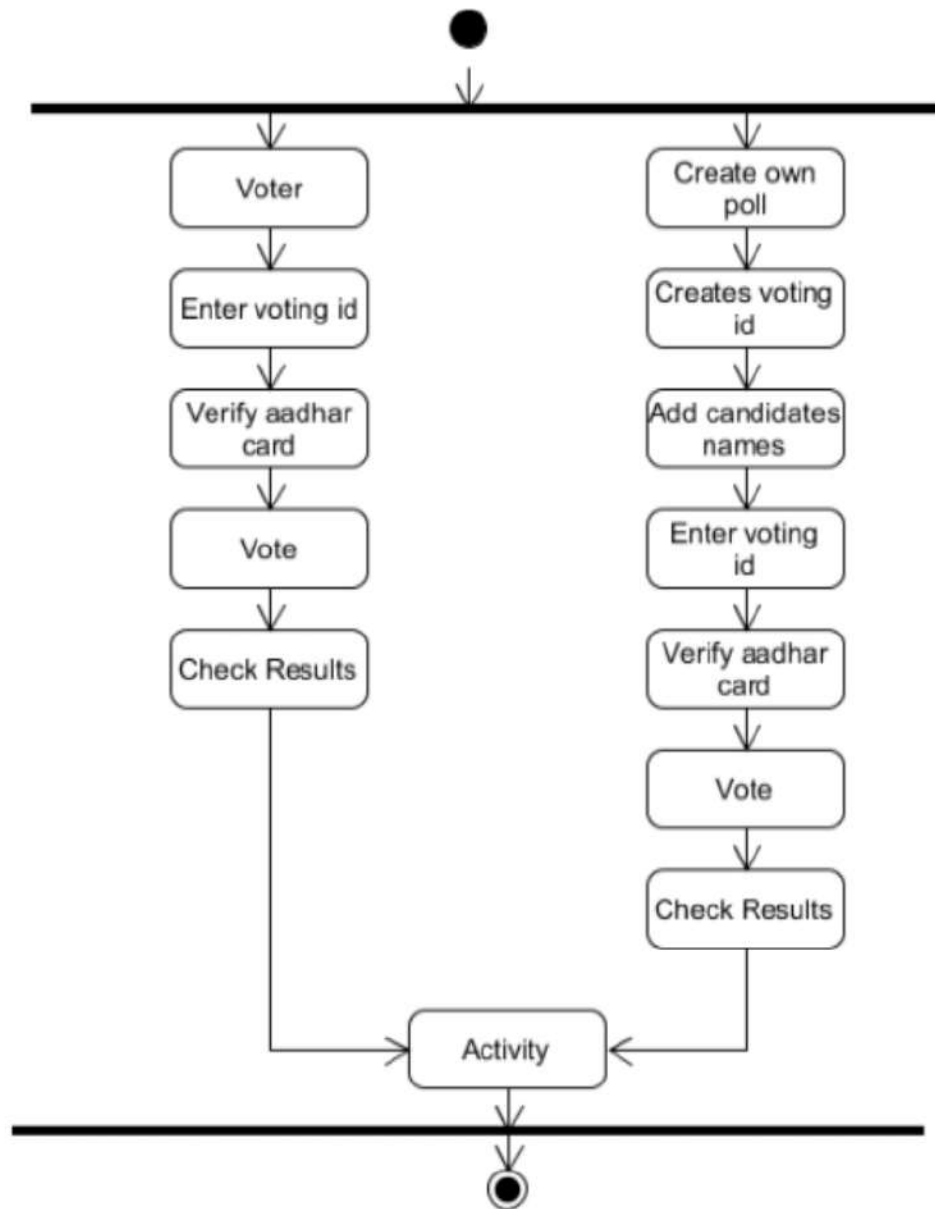 Voter
Enter voting id
Verify aadhar
card
Vote
Check Results
Create own
poll
Creates voting
id
Add candidates
names
Enter voting
id
Verify aadhar
card
Vote
Check Results
Activity